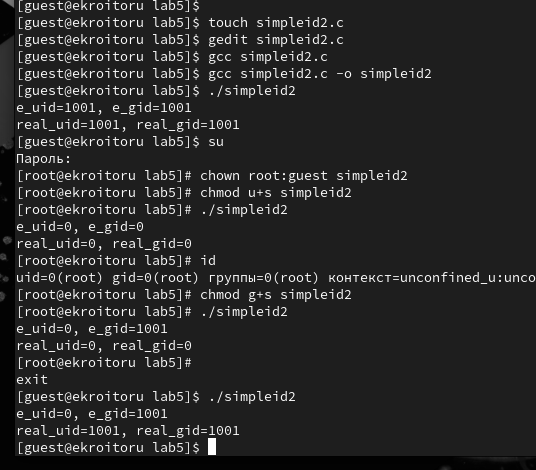 [guest@ekroitoru lab5]$
[guest@ekroitoru lab5]$ touch simpleid2.c
[guest@ekroitoru lab5]$ gedit simpleid2.c
[guest@ekroitoru lab5]$ gcc simpleid2.c
[guest@ekroitoru lab5]$ gcc simpleid2.c -o simpleid2
[guest@ekroitoru lab5]$ ./simpleid2
e_uid=1001, e_gid=1001
real_uid=1001, real_gid=1001
[guest@ekroitoru lab5]$ su
Пароль:
[root@ekroitoru lab5]# chown root:guest simpleid2
[root@ekroitoru lab5]# chmod u+s simpleid2
[root@ekroitoru lab5]# ./simpleid2
e_uid=0, e_gid=0
real_uid=0, real_gid=0
[root@ekroitoru lab5]# id
uid=0(root) gid=0(root) группы=0(root) контекст=unconfined_u:unco
[root@ekroitoru lab5]# chmod g+s simpleid2
[root@ekroitoru lab5]# ./simpleid2
e_uid=0, e_gid=1001
real_uid=0, real_gid=0
[root@ekroitoru lab5]#
exit
[guest@ekroitoru lab5]$ ./simpleid2
e_uid=0, e_gid=1001
real_uid=1001, real_gid=1001
[guest@ekroitoru lab5]$